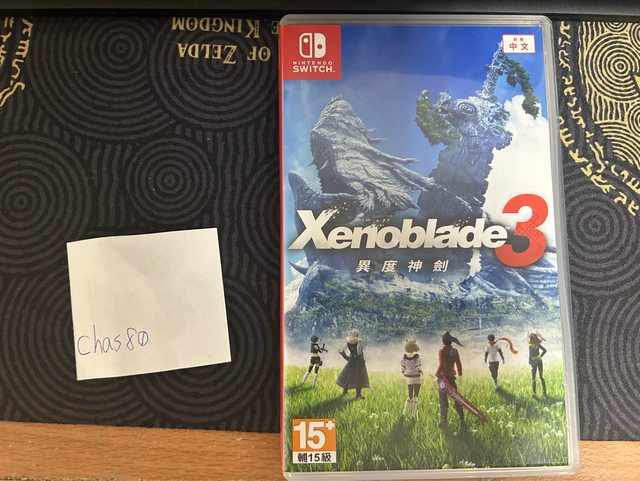 OF ZELDA
E KINGDOM
NINTENDO
SWITCH™
對應
中文
Xenoblade3
異度神劍
chas80
15+
輔15級